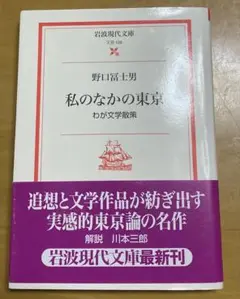 岩波現代文庫
野口冨士男
私のなかの東京
わが文学散策
追想と文学作品が紡ぎ出す
実感的東京論の名作
解説 川本三郎
岩波現代文庫最新刊